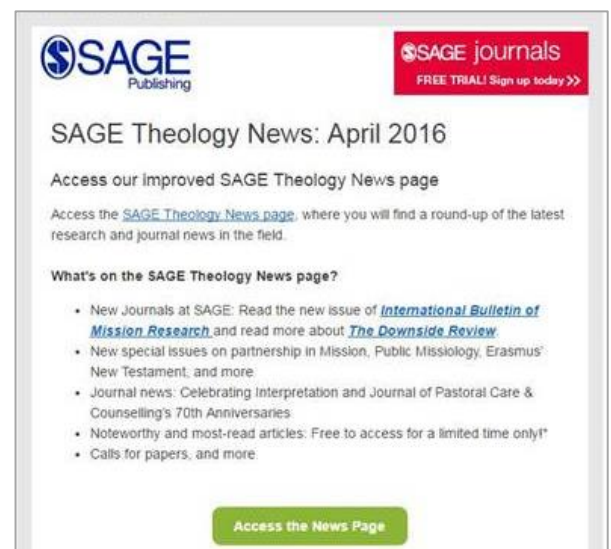 SAGE
Publishing
SAGE journals
FREE TRIAL! Sign up today >>
SAGE Theology News: April 2016
Access our improved SAGE Theology News page
Access the SAGE Theology News page, where you will find a round-up of the latest
research and journal news in the field.
What's on the SAGE Theology News page?
• New Journals at SAGE: Read the new issue of International Bulletin of
Mission Research and read more about The Downside Review.
• New special issues on partnership in Mission, Public Missiology, Erasmus'
New Testament, and more
• Journal news: Celebrating Interpretation and Journal of Pastoral Care &
Counselling's 70th Anniversaries
• Noteworthy and most-read articles: Free to access for a limited time only!*
• Calls for papers, and more
Access the News Page